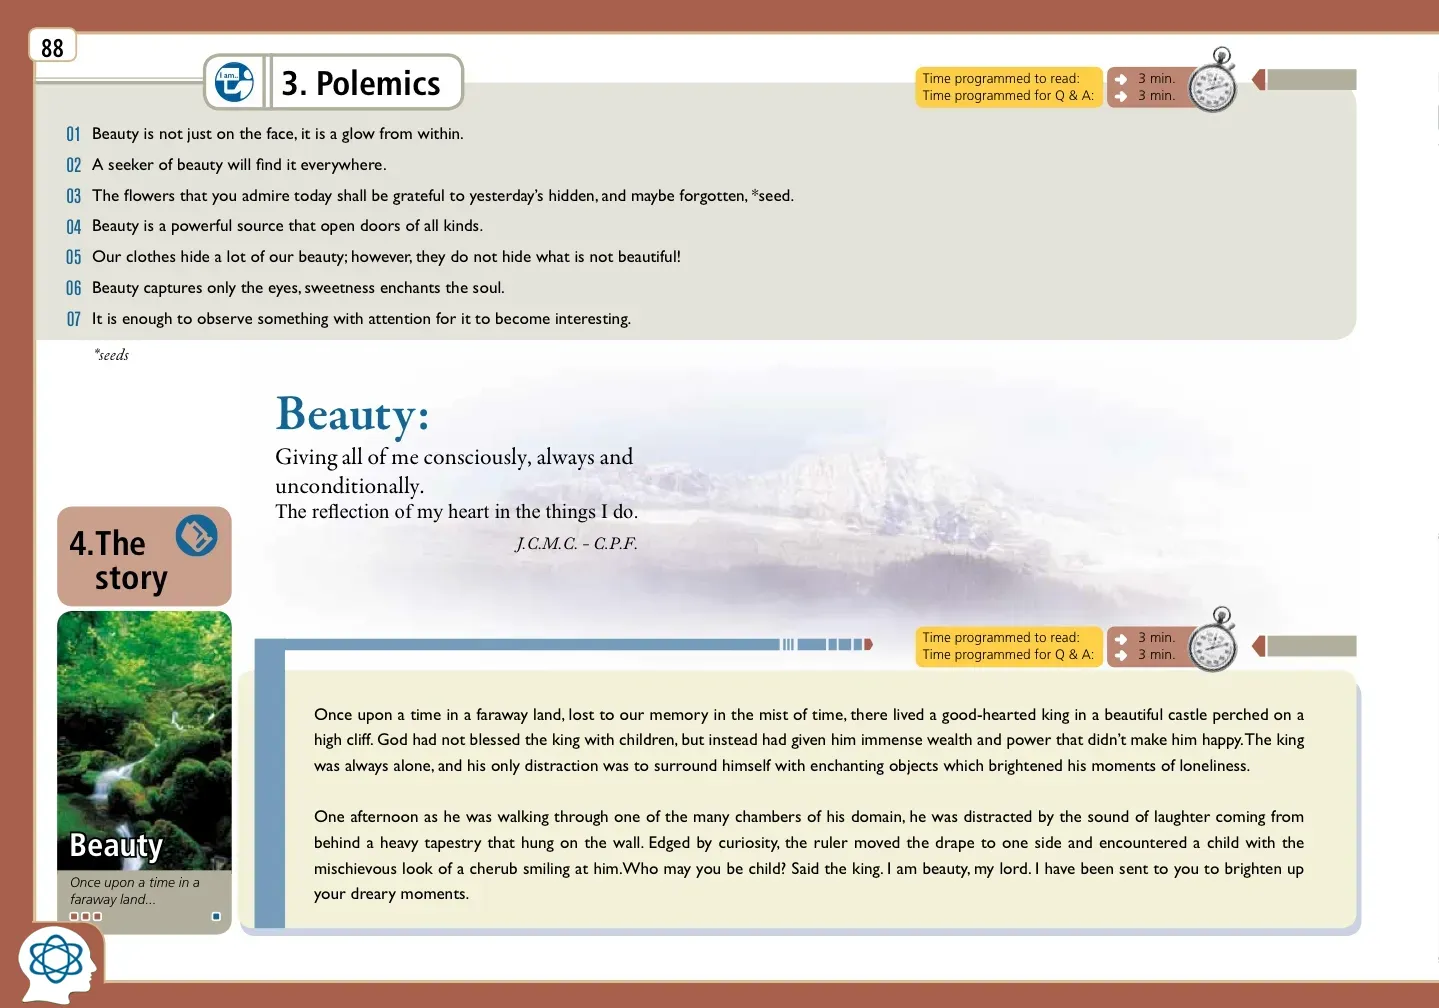 88
I am...
3. Polemics
Time programmed to read: 3 min.
Time programmed for Q & A: 3 min.
01 Beauty is not just on the face, it is a glow from within.
02 A seeker of beauty will find it everywhere.
03 The flowers that you admire today shall be grateful to yesterday's hidden, and maybe forgotten, *seed.
04 Beauty is a powerful source that open doors of all kinds.
05 Our clothes hide a lot of our beauty; however, they do not hide what is not beautiful!
06 Beauty captures only the eyes, sweetness enchants the soul.
07 It is enough to observe something with attention for it to become interesting.
*seeds
Beauty:
Giving all of me consciously, always and
unconditionally.
The reflection of my heart in the things I do.
J.C.M.C. - C.P.F.
4.The
story
Beauty
Once upon a time in a
faraway land...
Time programmed to read: 3 min.
Time programmed for Q & A: 3 min.
Once upon a time in a faraway land, lost to our memory in the mist of time, there lived a good-hearted king in a beautiful castle perched on a
high cliff. God had not blessed the king with children, but instead had given him immense wealth and power that didn't make him happy. The king
was always alone, and his only distraction was to surround himself with enchanting objects which brightened his moments of loneliness.
One afternoon as he was walking through one of the many chambers of his domain, he was distracted by the sound of laughter coming from
behind a heavy tapestry that hung on the wall. Edged by curiosity, the ruler moved the drape to one side and encountered a child with the
mischievous look of a cherub smiling at him. Who may you be child? Said the king. I am beauty, my lord. I have been sent to you to brighten up
your dreary moments.